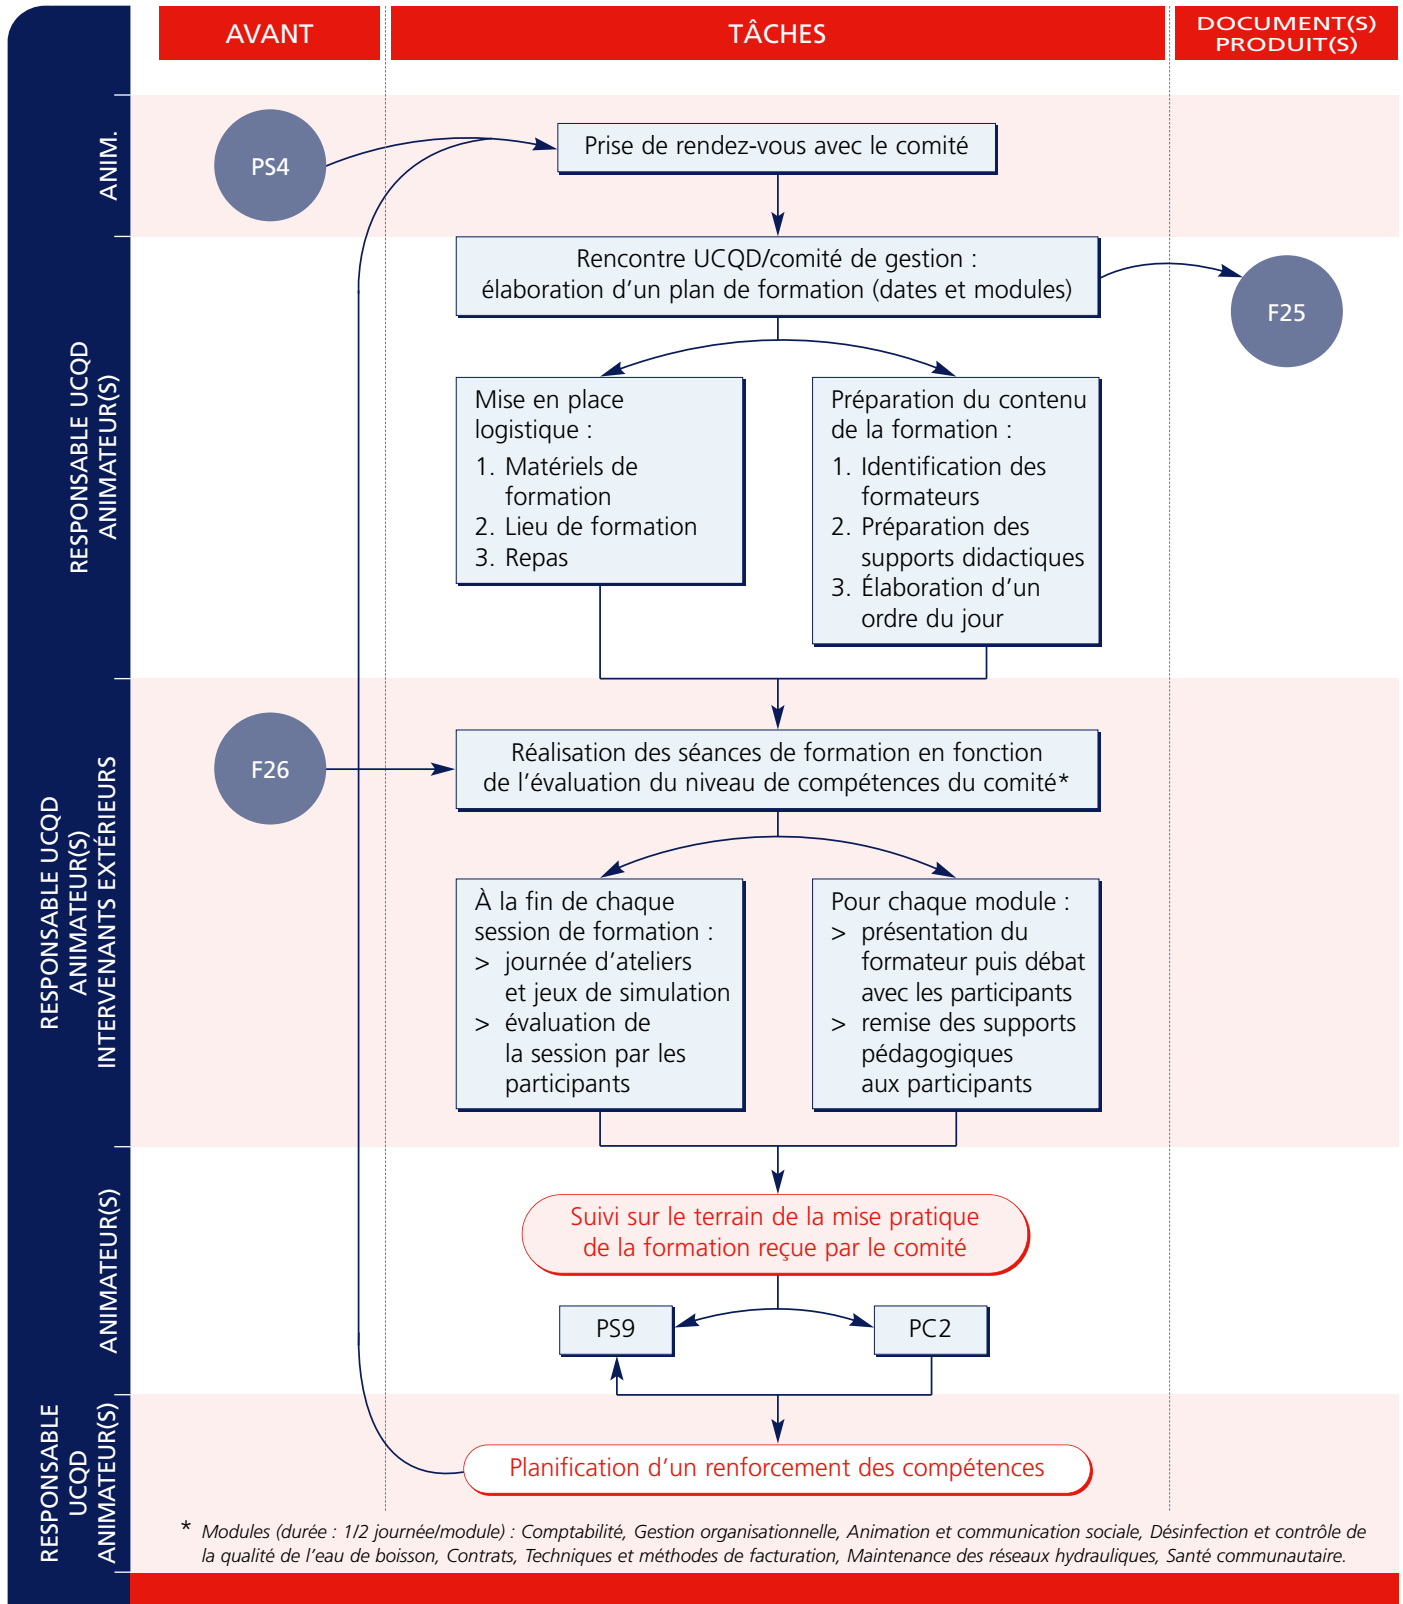 AVANT
TÂCHES
DOCUMENT(S)
PRODUIT(S)
ANIM.
PS4
Prise de rendez-vous avec le comité
RESPONSABLE UCQD
ANIMATEUR(S)
Rencontre UCQD/comité de gestion :
élaboration d’un plan de formation (dates et modules)
F25
Mise en place
logistique :
1. Matériels de
formation
2. Lieu de formation
3. Repas
Préparation du contenu
de la formation :
1. Identification des
formateurs
2. Préparation des
supports didactiques
3. Élaboration d’un
ordre du jour
RESPONSABLE UCQD
ANIMATEUR(S)
INTERVENANTS EXTÉRIEURS
F26
Réalisation des séances de formation en fonction
de l’évaluation du niveau de compétences du comité*
À la fin de chaque
session de formation :
> journée d’ateliers
et jeux de simulation
> évaluation de
la session par les
participants
Pour chaque module :
> présentation du
formateur puis débat
avec les participants
> remise des supports
pédagogiques
aux participants
ANIMATEUR(S)
Suivi sur le terrain de la mise pratique
de la formation reçue par le comité
PS9
PC2
RESPONSABLE
UCQD
ANIMATEUR(S)
Planification d’un renforcement des compétences
* Modules (durée : 1/2 journée/module) : Comptabilité, Gestion organisationnelle, Animation et communication sociale, Désinfection et contrôle de
la qualité de l’eau de boisson, Contrats, Techniques et méthodes de facturation, Maintenance des réseaux hydrauliques, Santé communautaire.